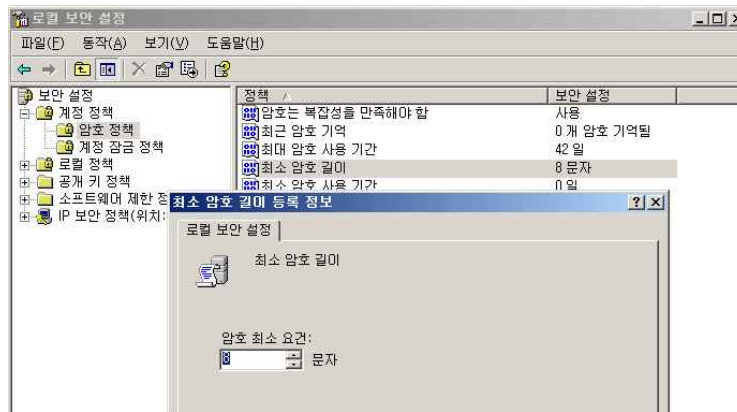 로컬 보안 설정
파일(F) 동작(A) 보기(V) 도움말(H)
보안 설정
계정 정책
암호 정책
계정 잠금 정책
로컬 정책
공개 키 정책
소프트웨어 제한 정
IP 보안 정책(위치:
정책 보안 설정
암호는 복잡성을 만족해야 함 사용
최근 암호 기억 0 개 암호 기억됨
최대 암호 사용 기간 42 일
최소 암호 길이 8 문자
최소 암호 사용 기간 0 일
최소 암호 길이 등록 정보
로컬 보안 설정
최소 암호 길이
암호 최소 요건:
8 문자